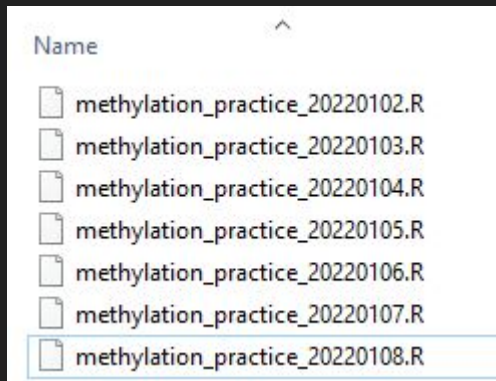 Name
methylation_practice_20220102.R
methylation_practice_20220103.R
methylation_practice_20220104.R
methylation_practice_20220105.R
methylation_practice_20220106.R
methylation_practice_20220107.R
methylation_practice_20220108.R